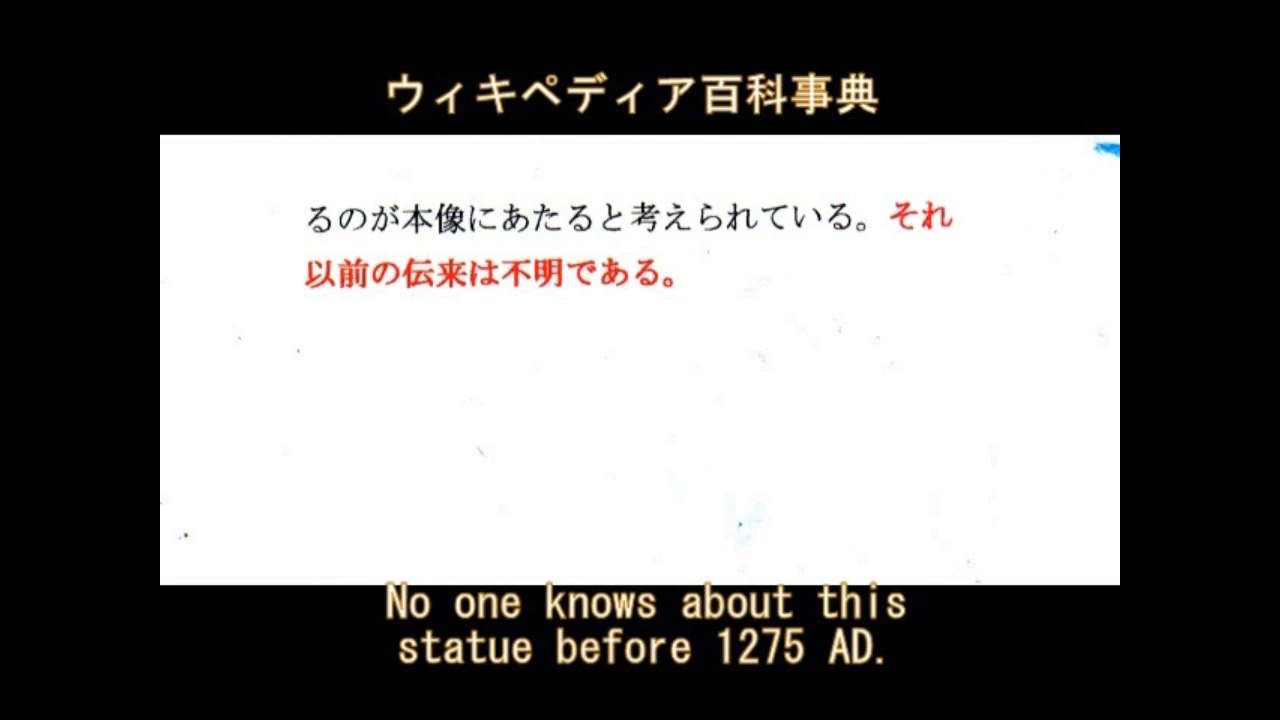 ウィキペディア百科事典
るのが本像にあたると考えられている。それ
以前の伝来は不明である。
No one knows about this
statue before 1275 AD.